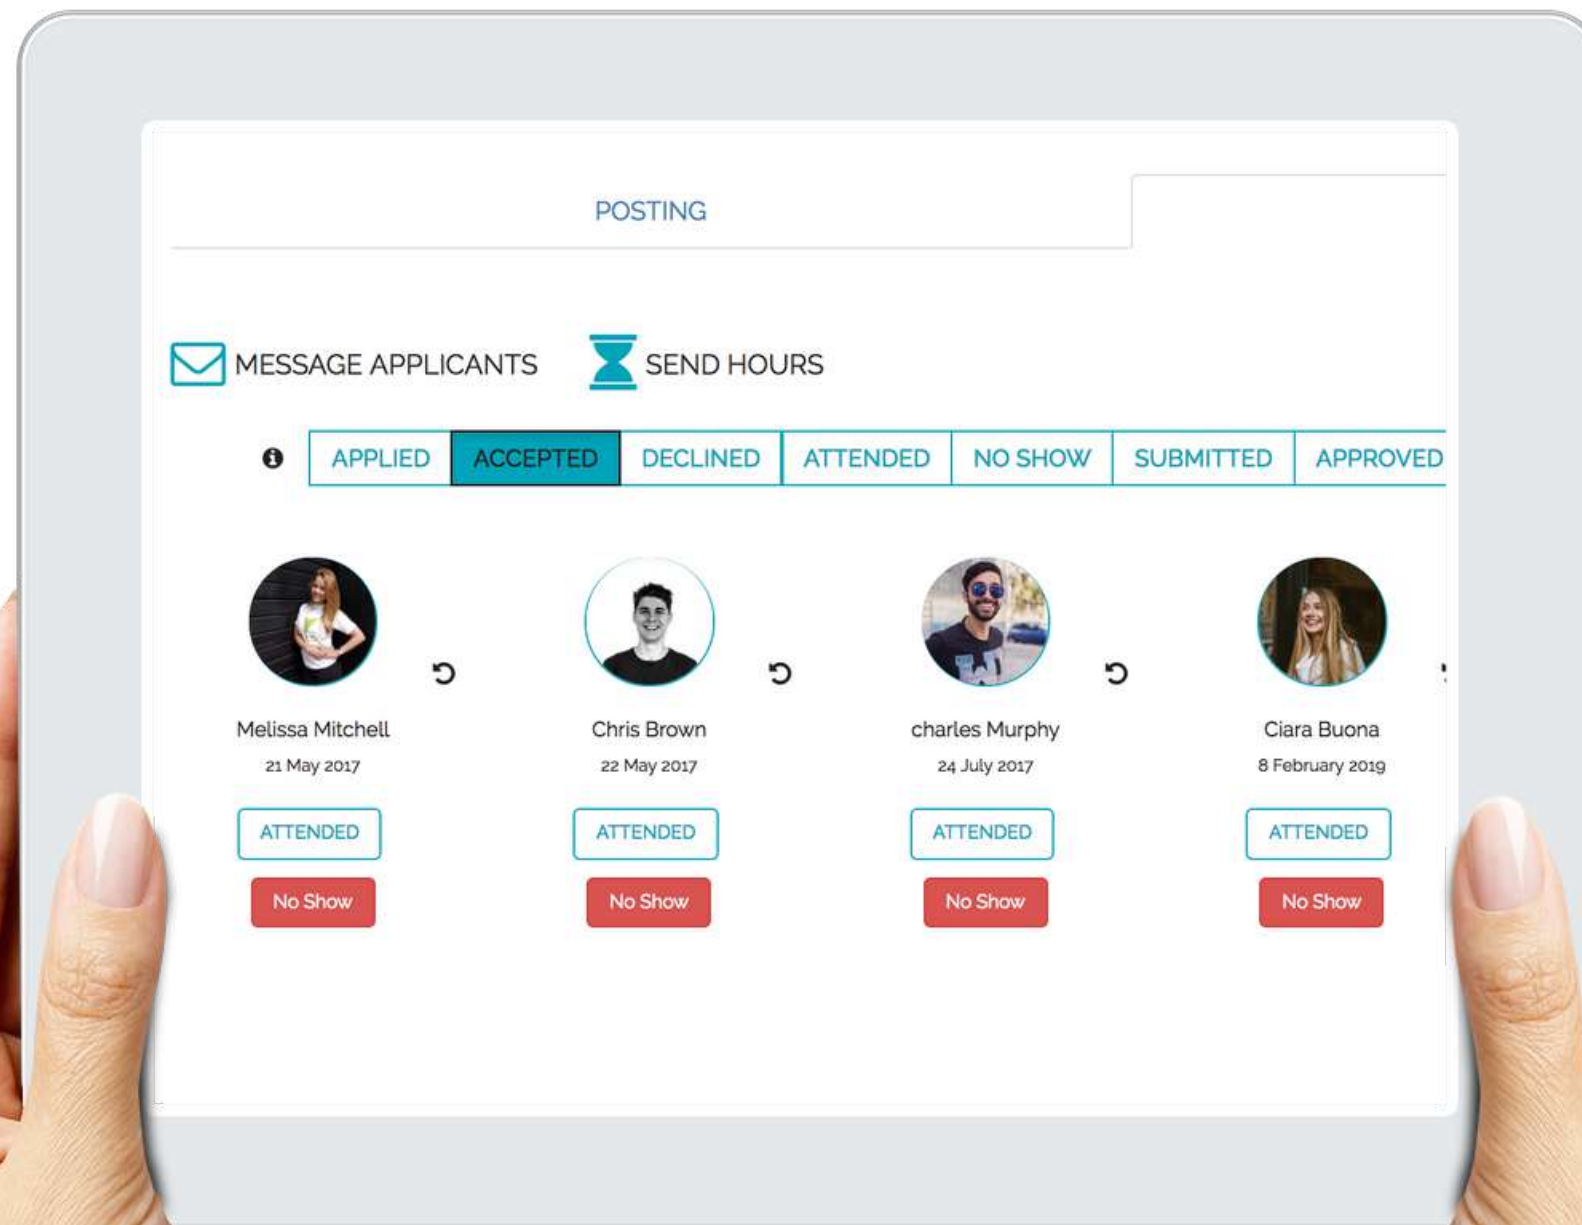 POSTING
MESSAGE APPLICANTS SEND HOURS
APPLIED ACCEPTED DECLINED ATTENDED NO SHOW SUBMITTED APPROVED
Melissa Mitchell Chris Brown charles Murphy Ciara Buona
21 May 2017 22 May 2017 24 July 2017 8 February 2019
ATTENDED ATTENDED ATTENDED ATTENDED
No Show No Show No Show No Show